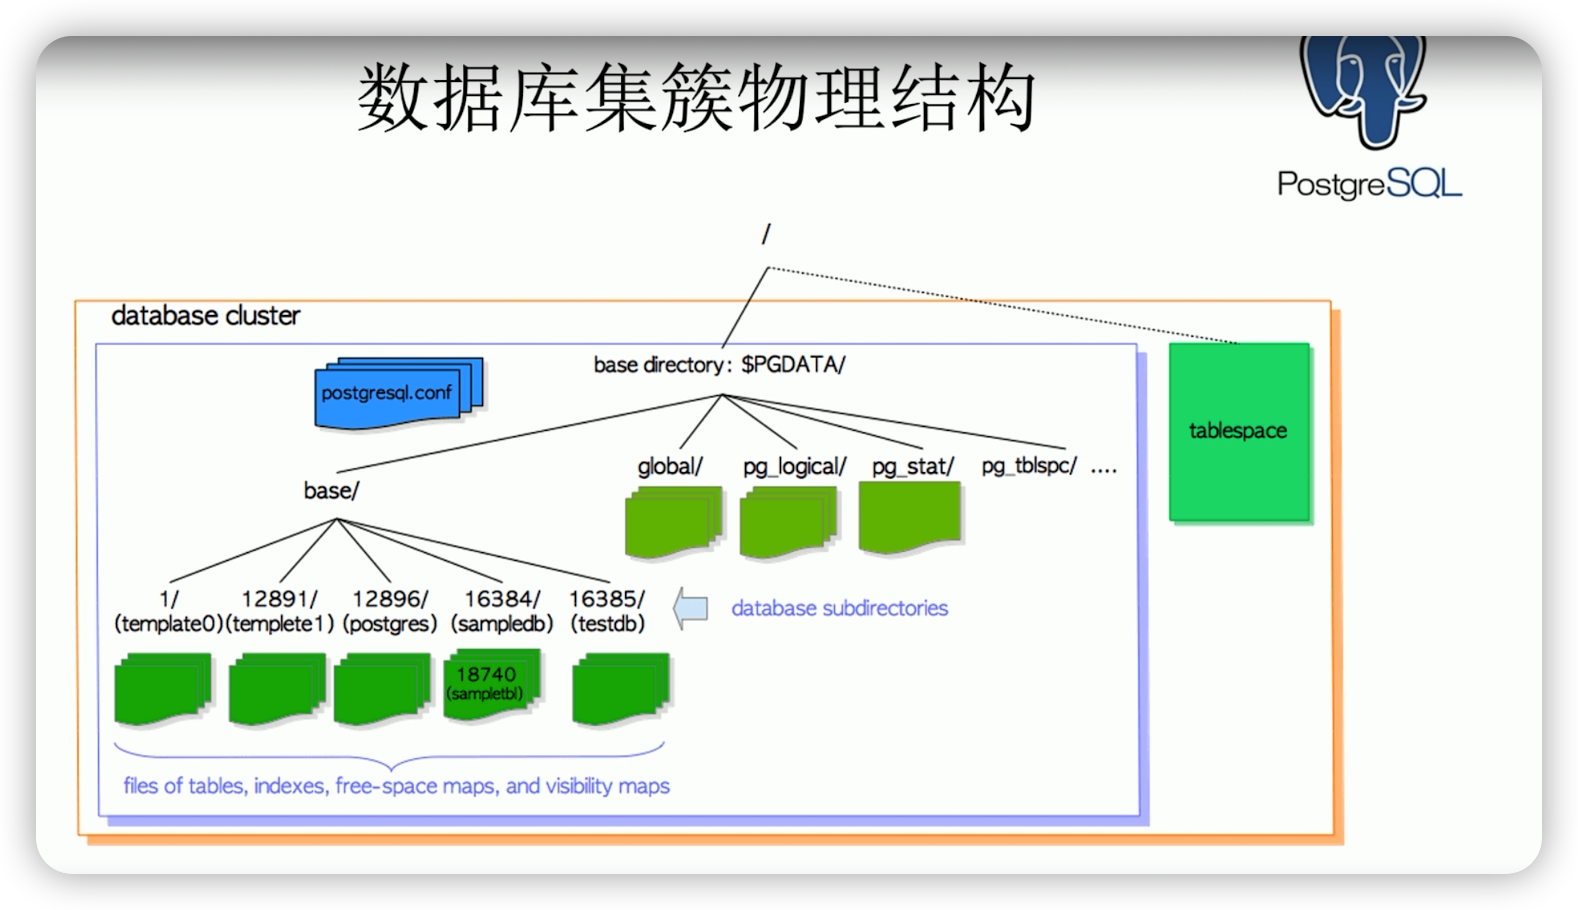 数据库集簇物理结构
PostgreSQL
/
database cluster
base directory: $PGDATA/
postgresql.conf
tablespace
global/ pg_logical/ pg_stat/ pg_tblspc/ ....
base/
1/ 12891/ 12896/ 16384/ 16385/
(template0) (templete1) (postgres) (sampledb) (testdb)
database subdirectories
18740
(sampletbl)
files of tables, indexes, free-space maps, and visibility maps